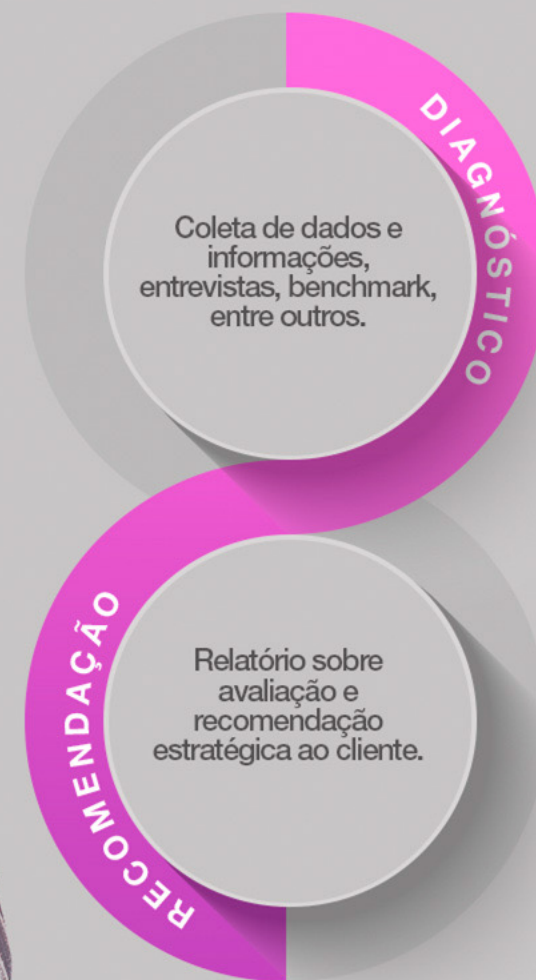 DIAGNÓSTICO
Coleta de dados e
informações,
entrevistas, benchmark,
entre outros.
RECOMENDAÇÃO
Relatório sobre
avaliação e
recomendação
estratégica ao cliente.